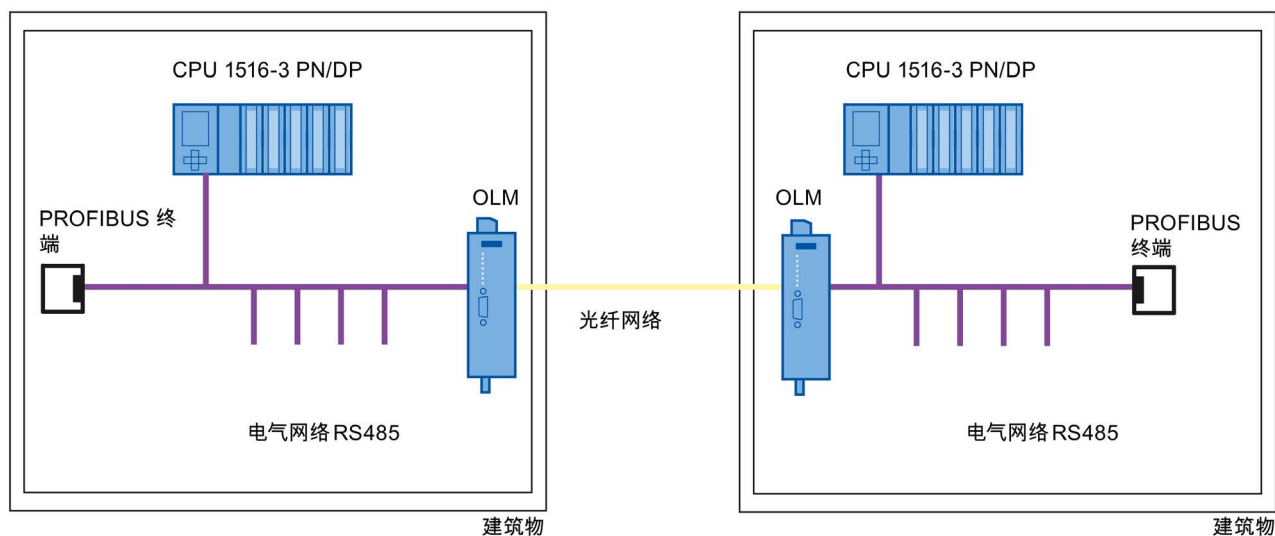 CPU 1516-3 PN/DP
OLM
PROFIBUS 终
端
电气网络RS485
建筑物
光纤网络
CPU 1516-3 PN/DP
OLM
PROFIBUS
终端
电气网络RS485
建筑物